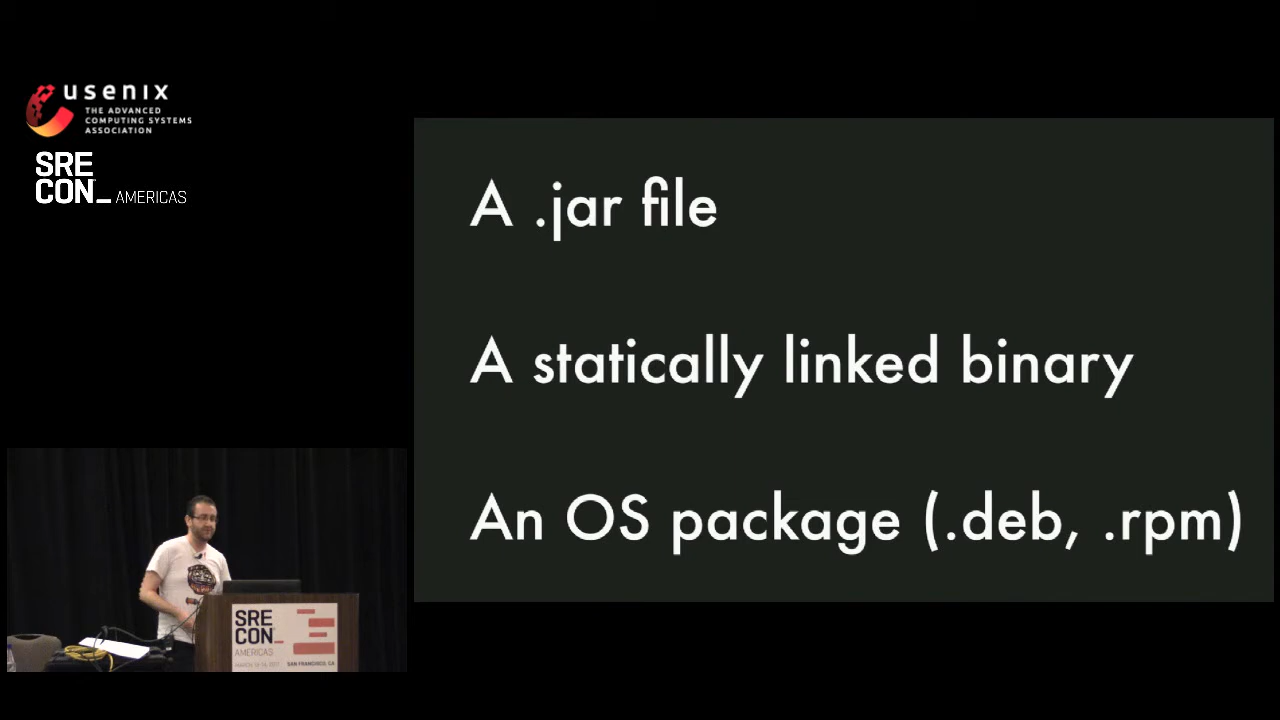 usenix
THE ADVANCED
COMPUTING SYSTEMS
ASSOCIATION
SRE
CON_ AMERICAS
A .jar file
A statically linked binary
An OS package (.deb, .rpm)
SRE
CON_
AMERICAS
SAN FRANCISCO, CA